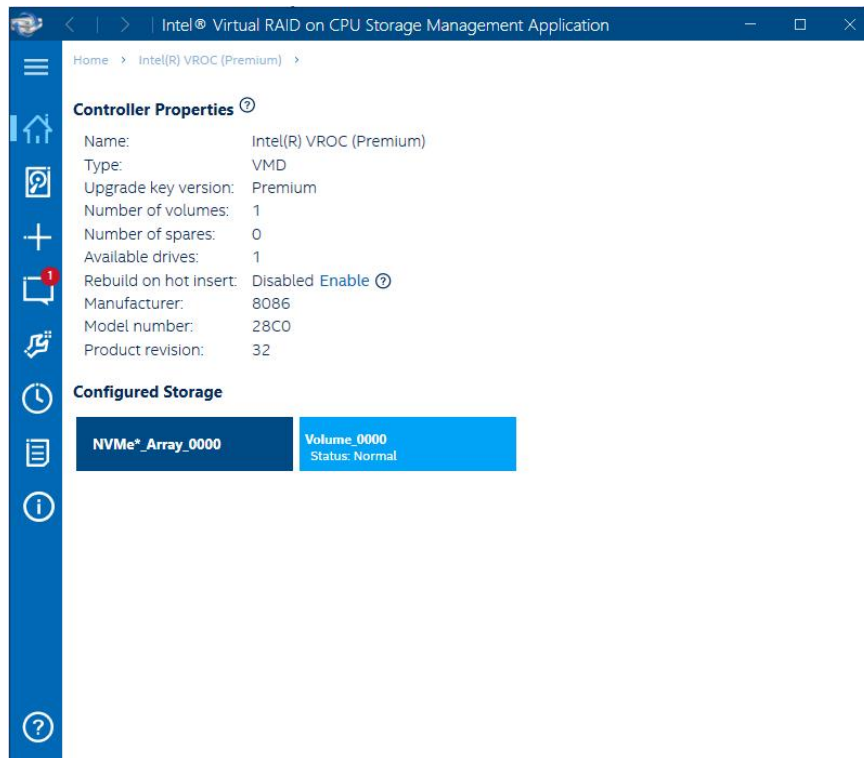 Intel® Virtual RAID on CPU Storage Management Application
Home > Intel(R) VROC (Premium) >
Controller Properties ?
Name: Intel(R) VROC (Premium)
Type: VMD
Upgrade key version: Premium
Number of volumes: 1
Number of spares: 0
Available drives: 1
1
Rebuild on hot insert: Disabled Enable ?
Manufacturer: 8086
Model number: 28C0
Product revision: 32
Configured Storage
NVMe*_Array_0000
Volume_0000
Status: Normal